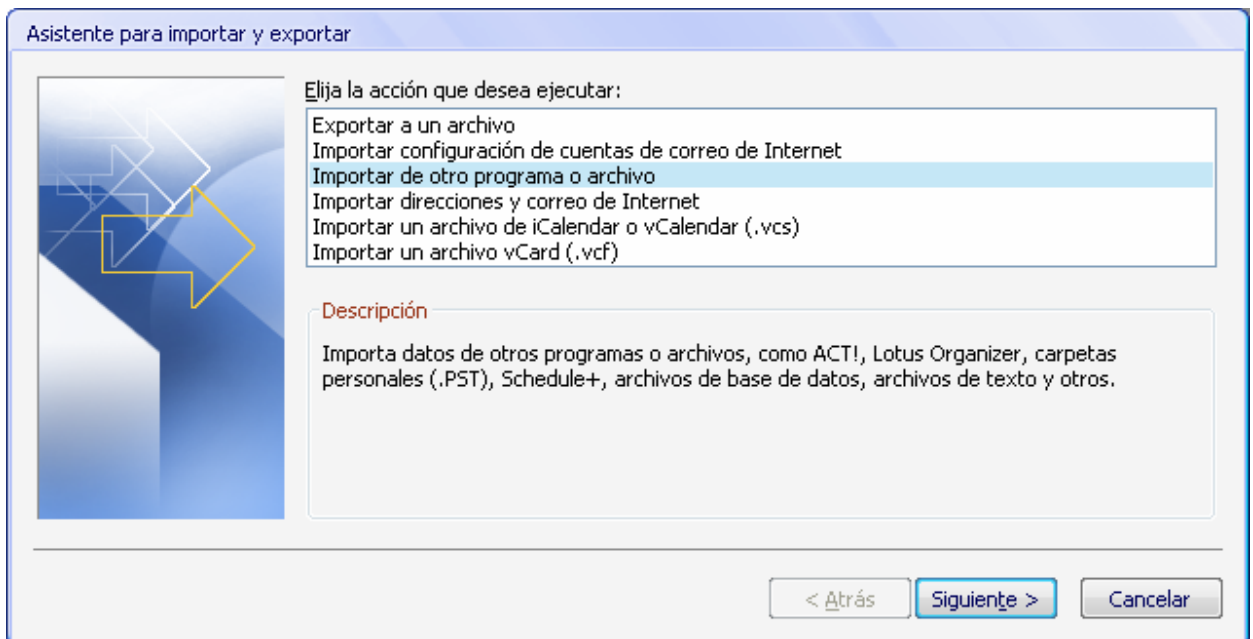 Asistente para importar y exportar
Elija la acción que desea ejecutar:
Exportar a un archivo
Importar configuración de cuentas de correo de Internet
Importar de otro programa o archivo
Importar direcciones y correo de Internet
Importar un archivo de iCalendar o vCalendar (.vcs)
Importar un archivo vCard (.vcf)
Descripción
Importa datos de otros programas o archivos, como ACT!, Lotus Organizer, carpetas
personales (.PST), Schedule+, archivos de base de datos, archivos de texto y otros.
< Atrás Siguiente > Cancelar